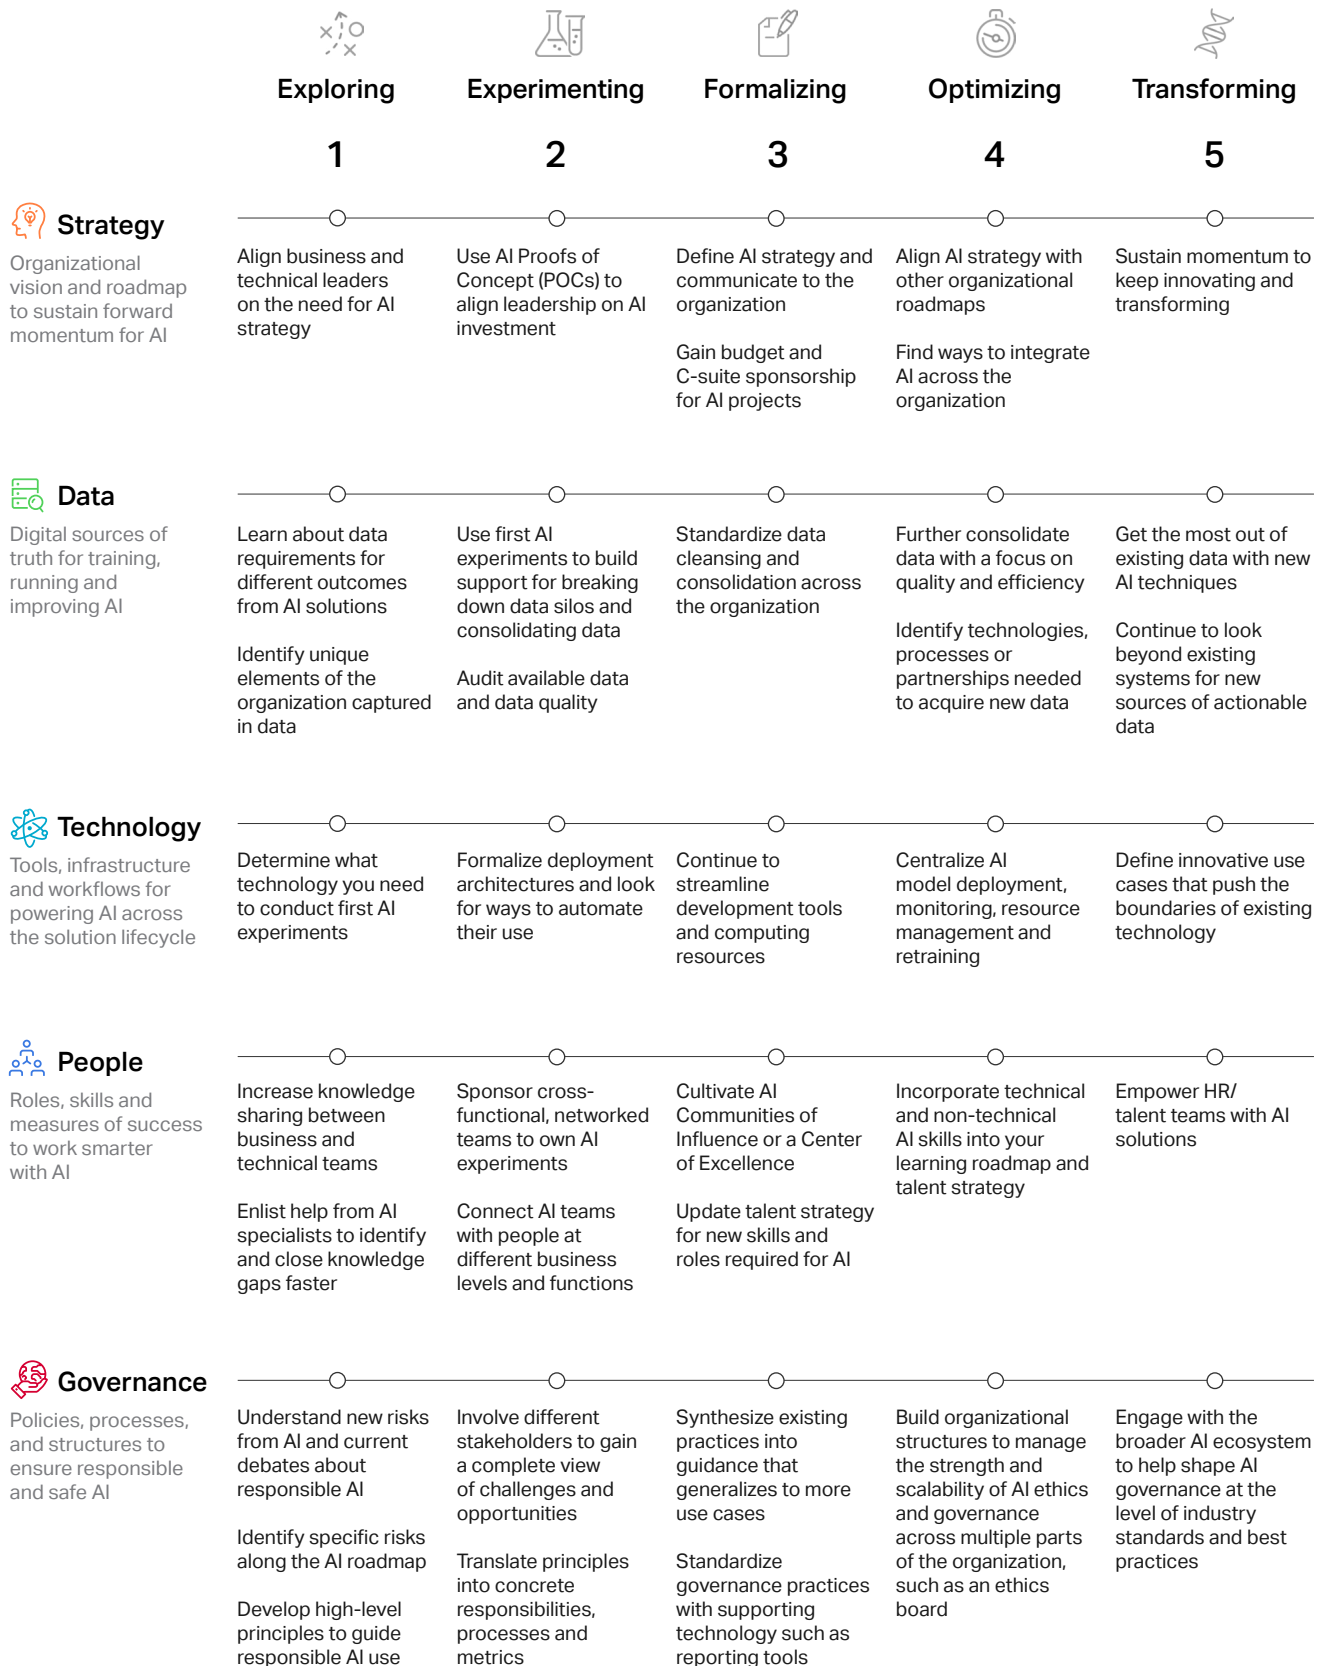 Exploring
Experimenting
Formalizing
Optimizing
Transforming
1
2
3
4
5
Strategy
Organizational
vision and roadmap
to sustain forward
momentum for AI
Align business and
technical leaders
on the need for AI
strategy
Use AI Proofs of
Concept (POCs) to
align leadership on AI
investment
Define AI strategy and
communicate to the
organization
Gain budget and
C-suite sponsorship
for AI projects
Align AI strategy with
other organizational
roadmaps
Find ways to integrate
AI across the
organization
Sustain momentum to
keep innovating and
transforming
Data
Digital sources of
truth for training,
running and
improving AI
Learn about data
requirements for
different outcomes
from AI solutions
Identify unique
elements of the
organization captured
in data
Use first AI
experiments to build
support for breaking
down data silos and
consolidating data
Audit available data
and data quality
Standardize data
cleansing and
consolidation across
the organization
Further consolidate
data with a focus on
quality and efficiency
Identify technologies,
processes or
partnerships needed
to acquire new data
Get the most out of
existing data with new
AI techniques
Continue to look
beyond existing
systems for new
sources of actionable
data
Technology
Tools, infrastructure
and workflows for
powering AI across
the solution lifecycle
Determine what
technology you need
to conduct first AI
experiments
Formalize deployment
architectures and look
for ways to automate
their use
Continue to
streamline
development tools
and computing
resources
Centralize AI
model deployment,
monitoring, resource
management and
retraining
Define innovative use
cases that push the
boundaries of existing
technology
People
Roles, skills and
measures of success
to work smarter
with AI
Increase knowledge
sharing between
business and
technical teams
Enlist help from AI
specialists to identify
and close knowledge
gaps faster
Sponsor cross-
functional, networked
teams to own AI
experiments
Connect AI teams
with people at
different business
levels and functions
Cultivate AI
Communities of
Influence or a Center
of Excellence
Update talent strategy
for new skills and
roles required for AI
Incorporate technical
and non-technical
AI skills into your
learning roadmap and
talent strategy
Empower HR/
talent teams with AI
solutions
Governance
Policies, processes,
and structures to
ensure responsible
and safe AI
Understand new risks
from AI and current
debates about
responsible AI
Identify specific risks
along the AI roadmap
Develop high-level
principles to guide
responsible AI use
Involve different
stakeholders to gain
a complete view
of challenges and
opportunities
Translate principles
into concrete
responsibilities,
processes and
metrics
Synthesize existing
practices into
guidance that
generalizes to more
use cases
Standardize
governance practices
with supporting
technology such as
reporting tools
Build organizational
structures to manage
the strength and
scalability of AI ethics
and governance
across multiple parts
of the organization,
such as an ethics
board
Engage with the
broader AI ecosystem
to help shape AI
governance at the
level of industry
standards and best
practices